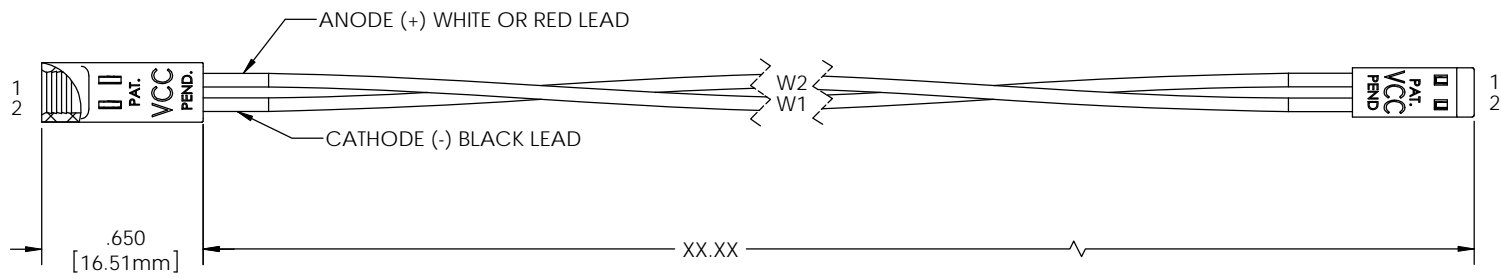 ANODE (+) WHITE OR RED LEAD
1
2
PAT.
VCC
PEND.
W2
W1
PAT.
VCC
PEND
1
2
CATHODE (-) BLACK LEAD
.650
[16.51mm]
XX.XX